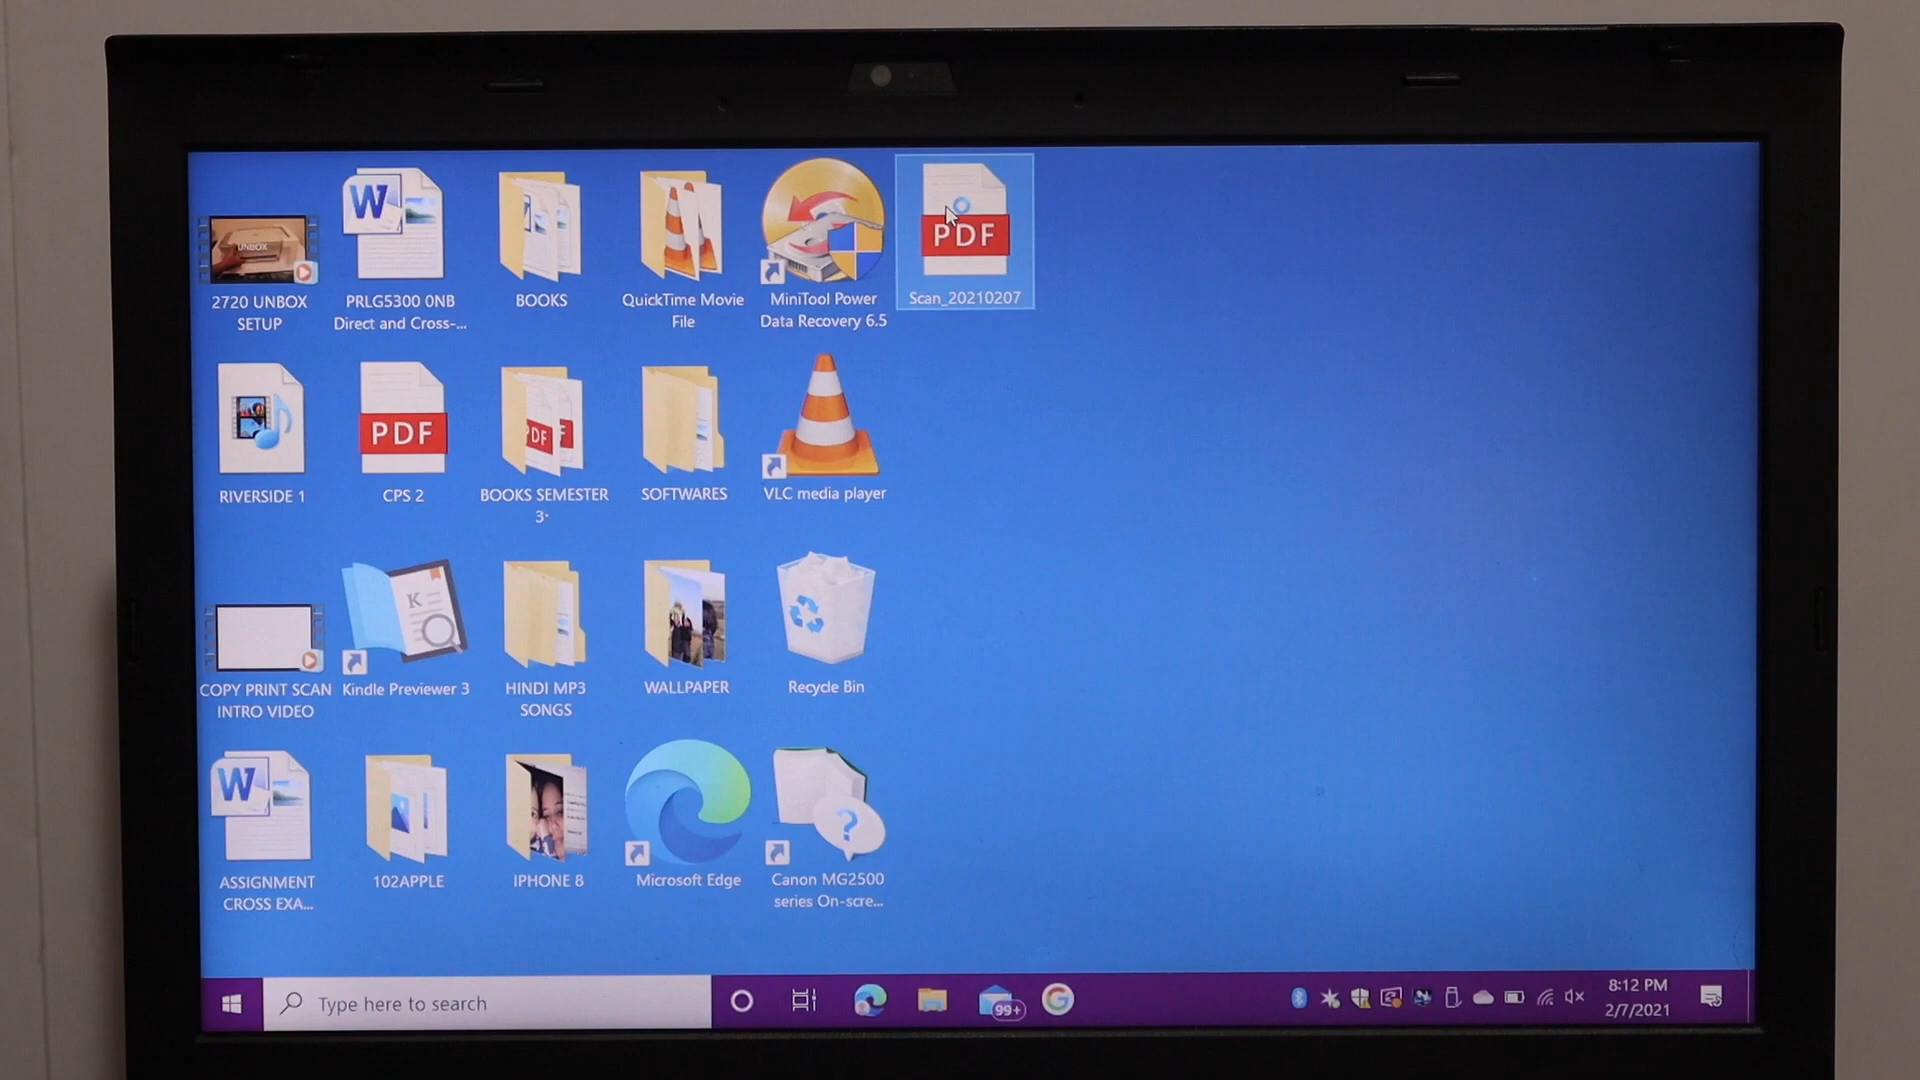 UNBOX
2720 UNBOX
SETUP
W
PRLG5300 0NB
Direct and Cross-...
BOOKS
QuickTime Movie
File
MiniTool Power
Data Recovery 6.5
PDF
Scan_20210207
RIVERSIDE 1
PDF
CPS 2
PDF
F
BOOKS SEMESTER
3·
SOFTWARES
VLC media player
COPY PRINT SCAN
INTRO VIDEO
K
Kindle Previewer 3
HINDI MP3
SONGS
WALLPAPER
Recycle Bin
W
ASSIGNMENT
CROSS EXA...
102APPLE
IPHONE 8
Microsoft Edge
?
Canon MG2500
series On-scre...
Type here to search
99+
G
8:12 PM
2/7/2021